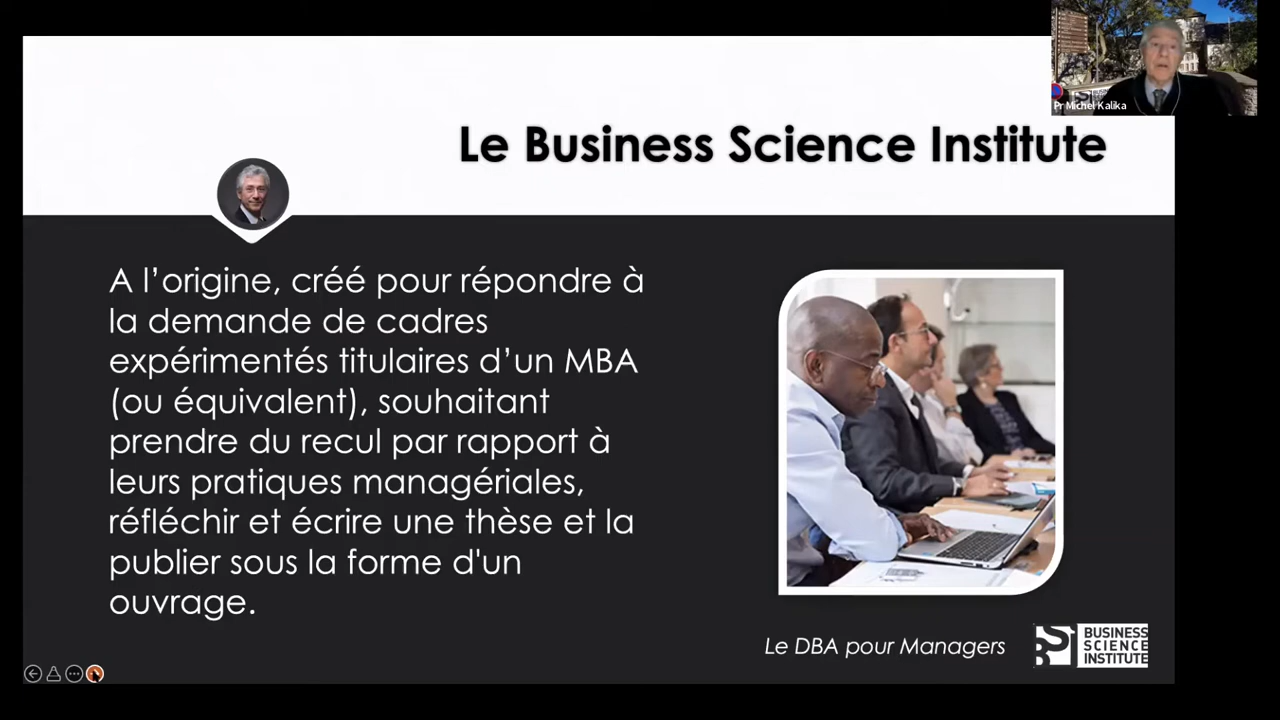 Pr Michel Kalika
Le Business Science Institute
A l’origine, créé pour répondre à
la demande de cadres
expérimentés titulaires d’un MBA
(ou équivalent), souhaitant
prendre du recul par rapport à
leurs pratiques managériales,
réfléchir et écrire une thèse et la
publier sous la forme d'un
ouvrage.
Le DBA pour Managers
BUSINESS
SCIENCE
INSTITUTE